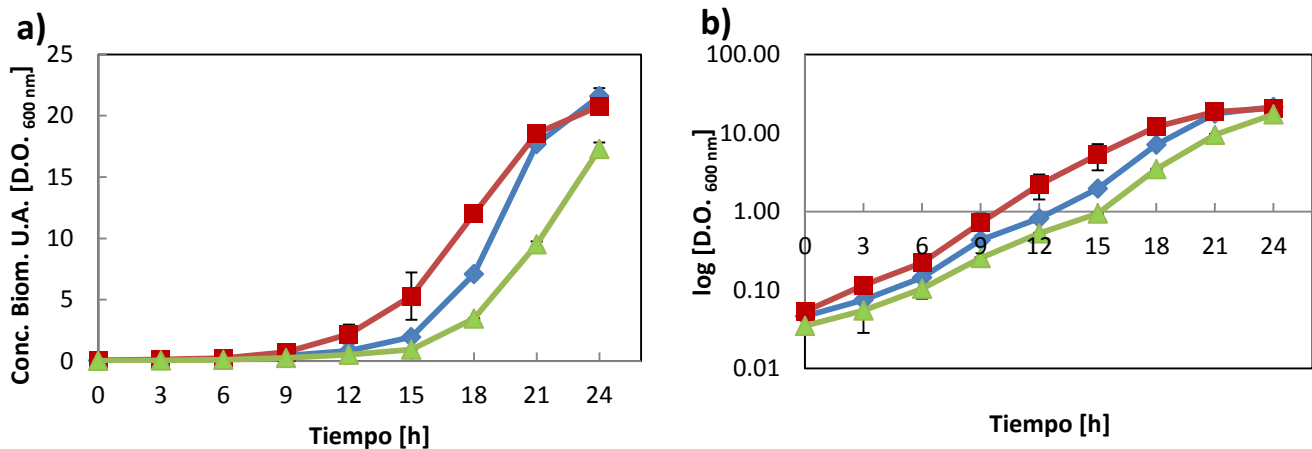 a)
Conc. Biom. U.A. [D.O. 600 nm]
25
20
15
10
5
0
0 3 6 9 12 15 18 21 24
Tiempo [h]
b)
log [D.O. 600 nm]
100.00
10.00
1.00
0.10
0.01
0 3 6 9 12 15 18 21 24
Tiempo [h]